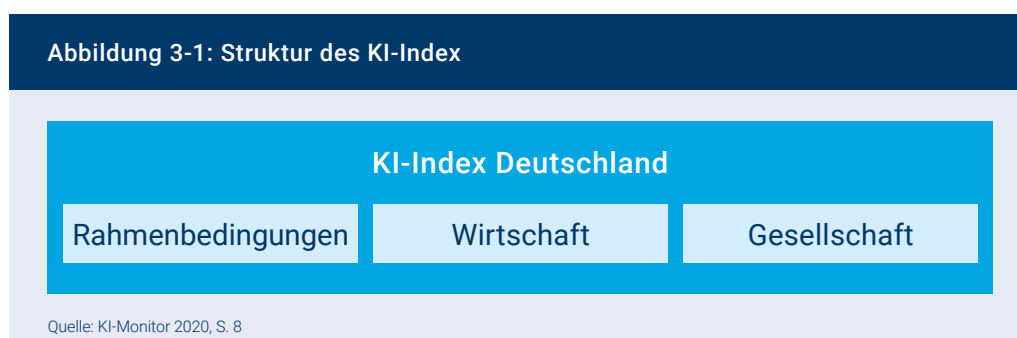 Abbildung 3-1: Struktur des KI-Index
KI-Index Deutschland
Rahmenbedingungen
Wirtschaft
Gesellschaft
Quelle: KI-Monitor 2020, S. 8